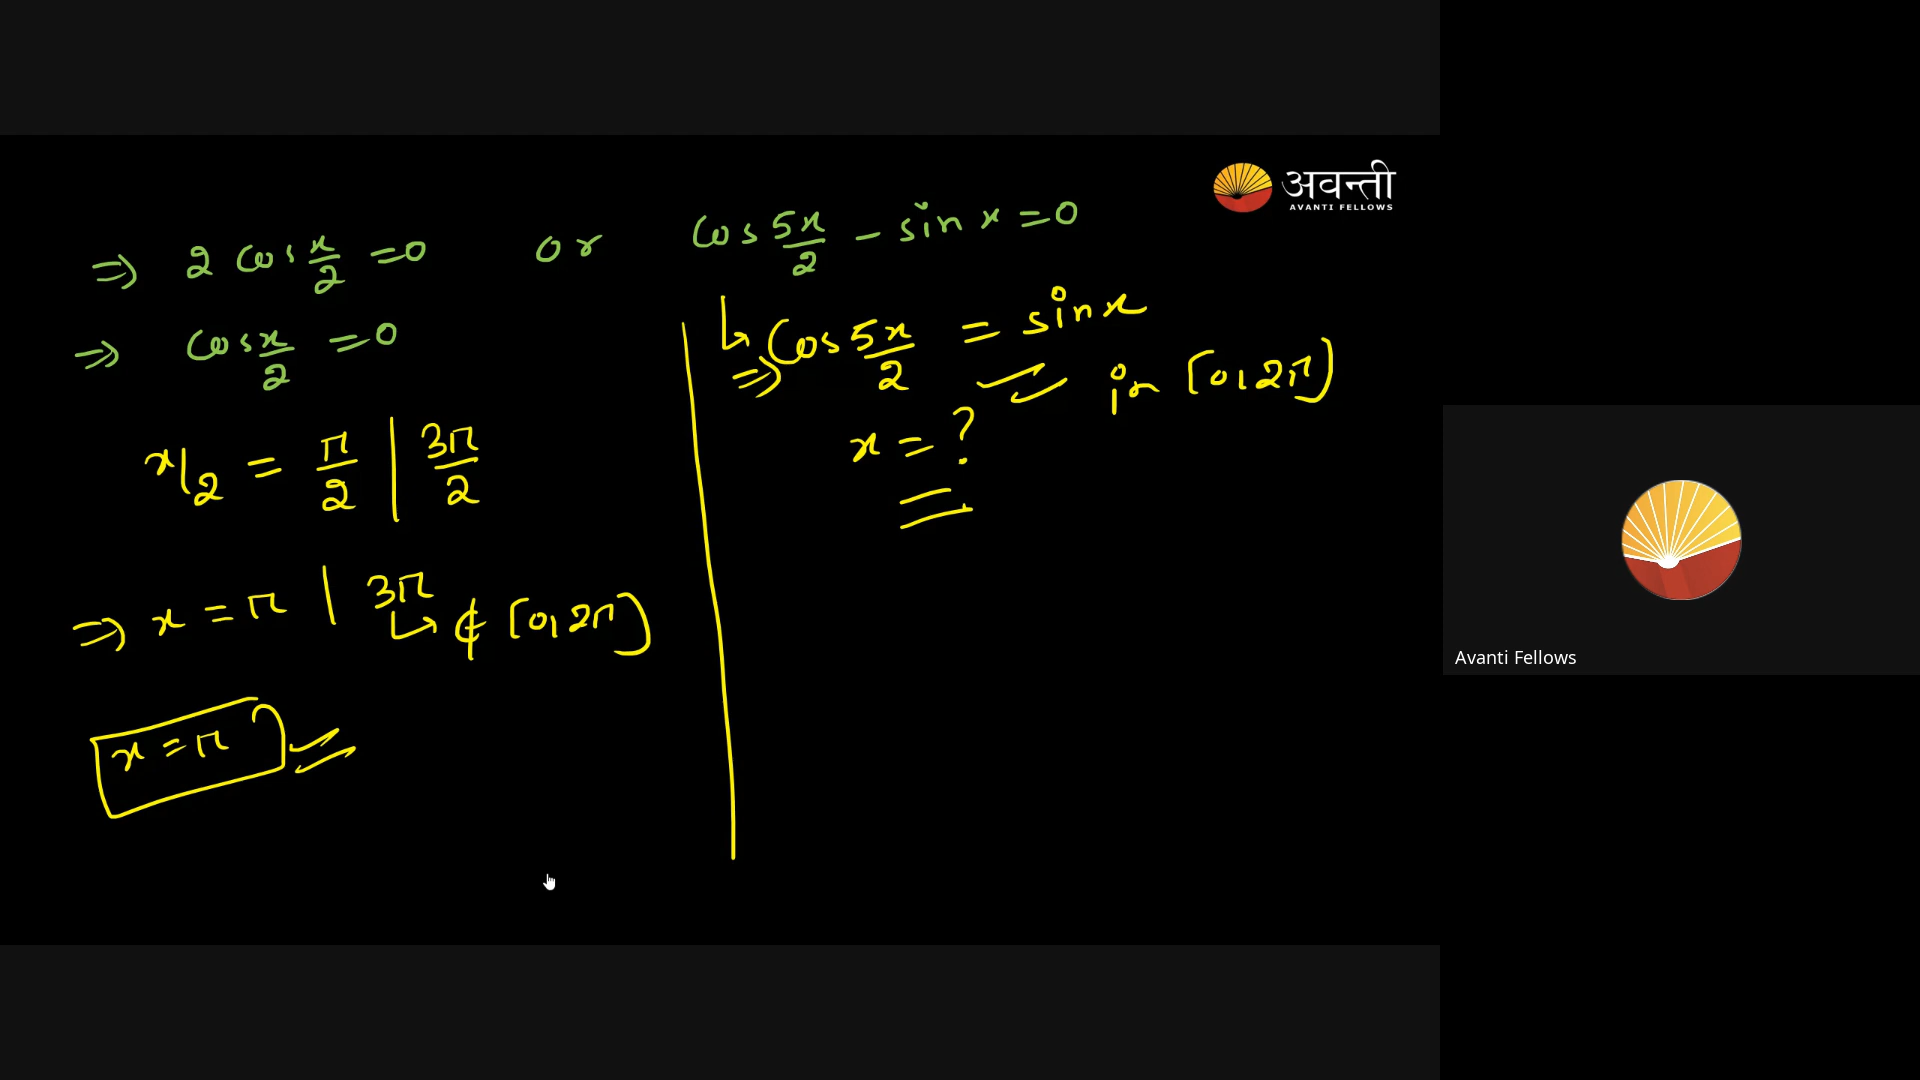 अवन्ती
AVANTI FELLOWS
⇒ 2 cos x/2 = 0 or cos 5x/2 - sin x = 0
⇒ cos x/2 = 0
x/2 = π/2 | 3π/2
⇒ x = π | 3π
↳ ∉ [0, 2π)
x = π
↳ cos 5x/2 = sin x
⇒
in [0, 2π)
x = ?
Avanti Fellows